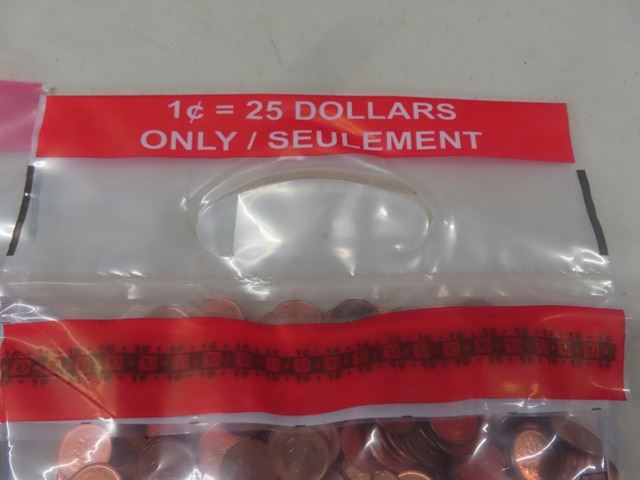 1¢ = 25 DOLLARS
ONLY / SEULEMENT